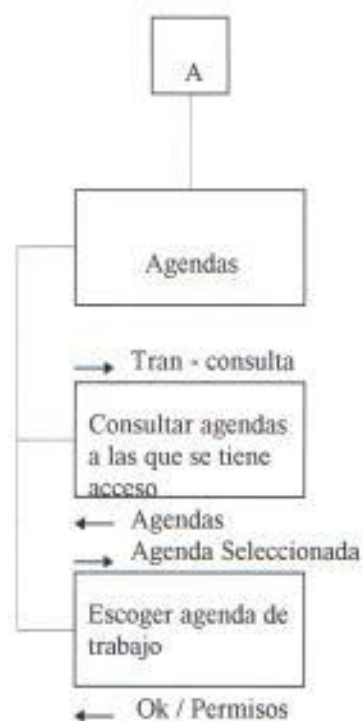 A
Agendas
Tran - consulta
Consultar agendas
a las que se tiene
acceso
Agendas
Agenda Seleccionada
Escoger agenda de
trabajo
Ok / Permisos